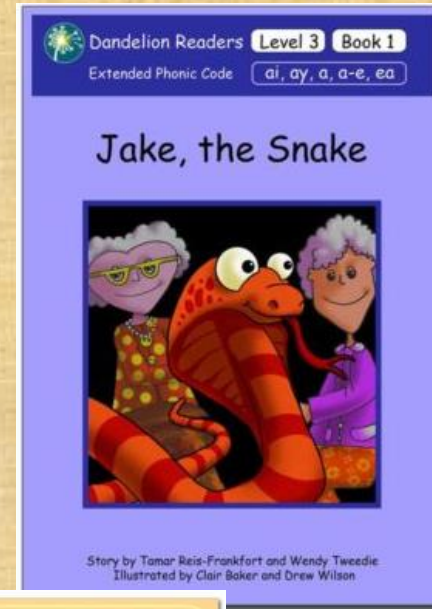 Dandelion Readers Level 3 Book 1
Extended Phonic Code ai, ay, a, a-e, ea
Jake, the Snake
Story by Tamar Reis-Frankfort and Wendy Tweedie
Illustrated by Clair Baker and Drew Wilson